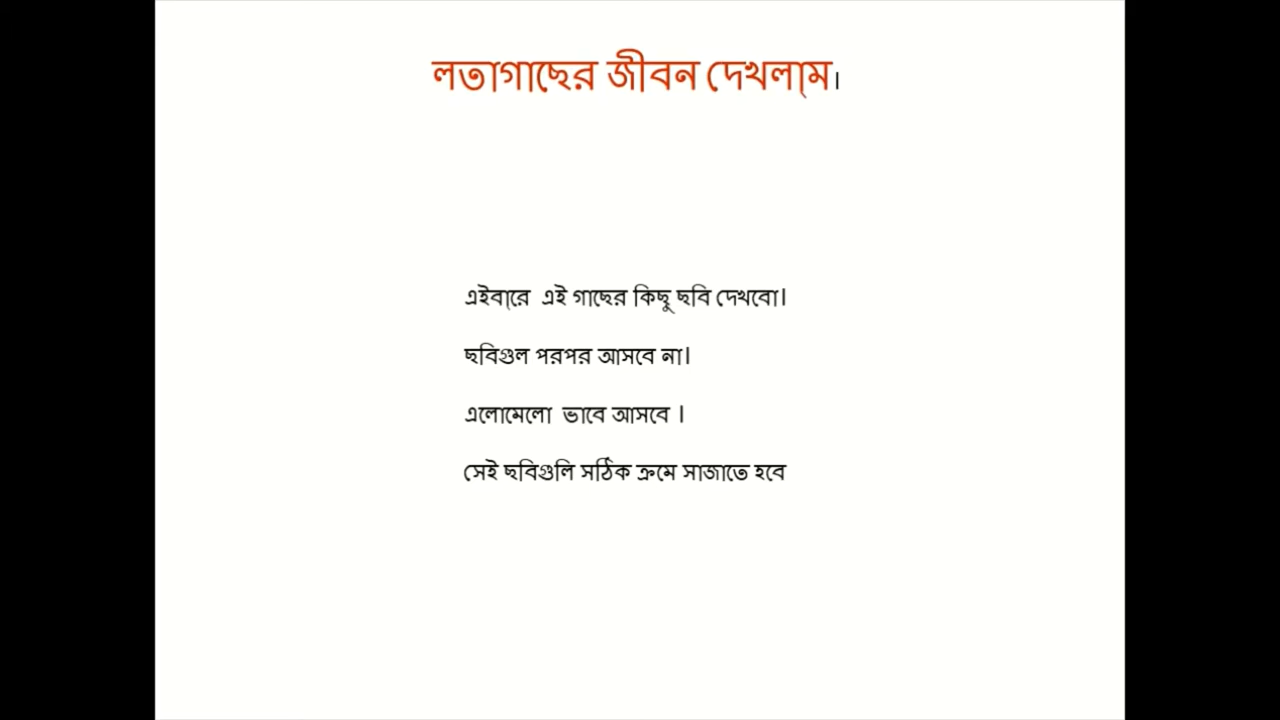 লতাগাছের জীবন দেখলাম।
এইবারে এই গাছের কিছু ছবি দেখবো।
ছবিগুল পরপর আসবে না।
এলোমেলো ভাবে আসবে ।
সেই ছবিগুলি সঠিক ক্রমে সাজাতে হবে